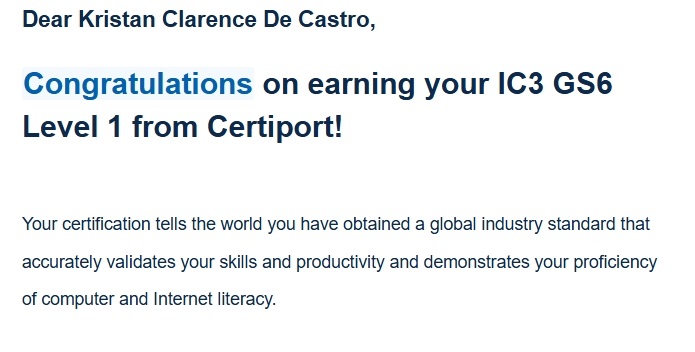 Dear Kristan Clarence De Castro,
Congratulations on earning your IC3 GS6
Level 1 from Certiport!
Your certification tells the world you have obtained a global industry standard that
accurately validates your skills and productivity and demonstrates your proficiency
of computer and Internet literacy.